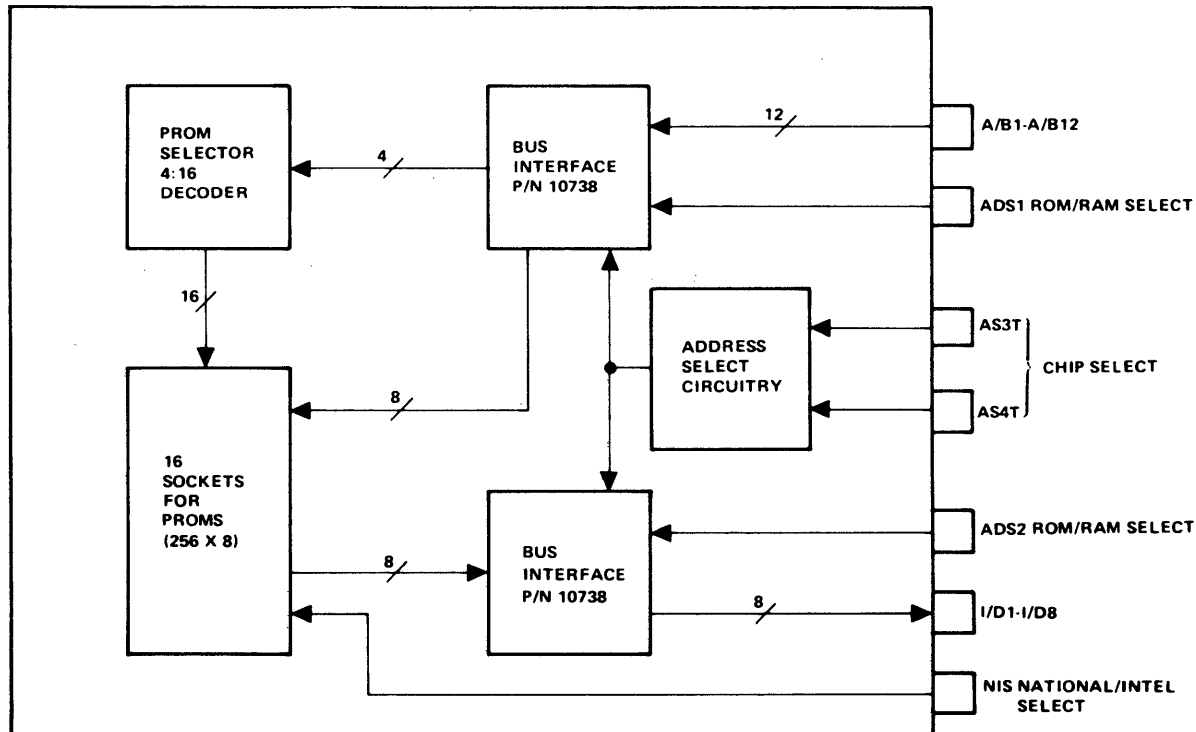 PROM
SELECTOR
4:16
DECODER
4
BUS
INTERFACE
P/N 10738
12
A/B1-A/B12
ADS1 ROM/RAM SELECT
16
8
ADDRESS
SELECT
CIRCUITRY
AS3T
CHIP SELECT
AS4T
16
SOCKETS
FOR
PROMS
(256 X 8)
8
BUS
INTERFACE
P/N 10738
ADS2 ROM/RAM SELECT
8
I/D1-I/D8
NIS NATIONAL/INTEL
SELECT